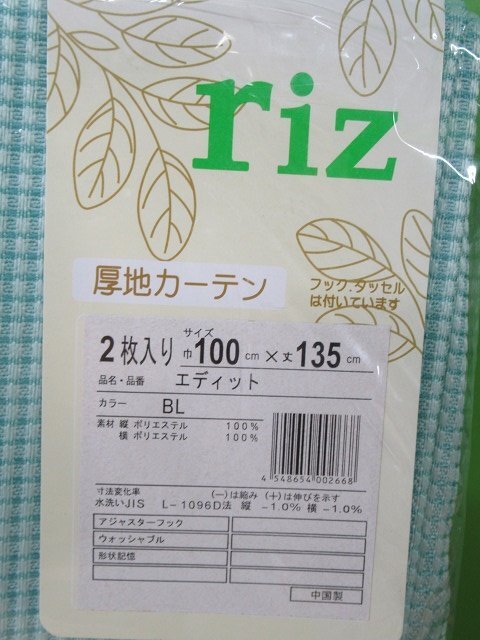 riz
厚地カーテン
フック.タッセル
は付いています
サイズ
2枚入り 巾100cm×丈135cm
品名・品番 エディット
カラー BL
素材 縦 ポリエステル 100%
横 ポリエステル 100%
4 548654 002668
寸法変化率 (−)は縮み (+)は伸びを示す
水洗いJIS L-1096D法 縦 -1.0% 横 -1.0%
アジャスターフック
ウォッシャブル
形状記憶
中国製